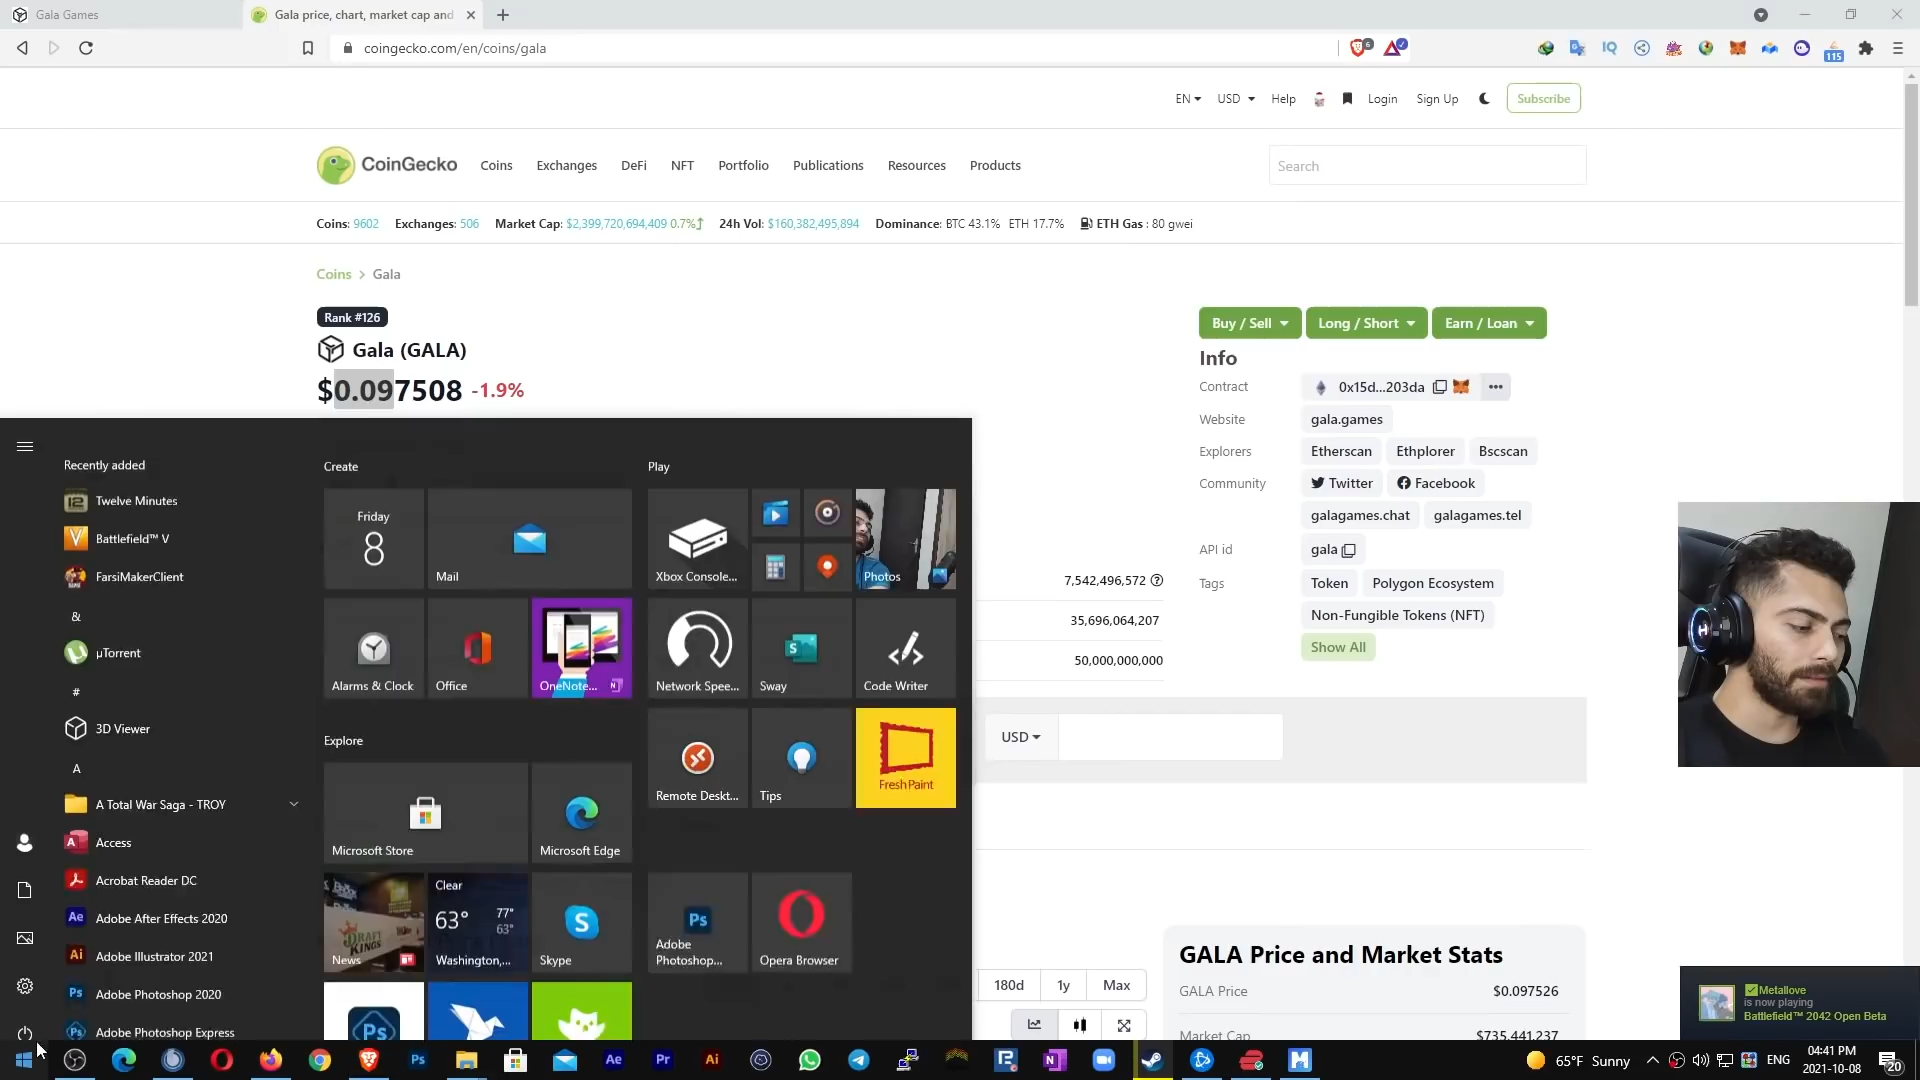 Gala Games
Gala price, chart, market cap and
coingecko.com/en/coins/gala
6
115
EN
USD
Help
Login
Sign Up
Subscribe
CoinGecko
Coins
Exchanges
DeFi
NFT
Portfolio
Publications
Resources
Products
Search
Coins: 9602
Exchanges: 506
Market Cap: $2,399,720,694,409 0.7%
24h Vol: $160,382,495,894
Dominance: BTC 43.1% ETH 17.7%
ETH Gas : 80 gwei
Coins > Gala
Rank #126
Gala (GALA)
$0.097508 -1.9%
Buy / Sell
Long / Short
Earn / Loan
Info
Contract
0x15d...203da
Website
gala.games
Explorers
Etherscan
Ethplorer
Bscscan
Community
Twitter
Facebook
galagames.chat
galagames.tel
API id
gala
Tags
Token
Polygon Ecosystem
Non-Fungible Tokens (NFT)
Show All
7,542,496,572
35,696,064,207
50,000,000,000
USD
180d
1y
Max
GALA Price and Market Stats
GALA Price
$0.097526
Market Cap
$735,441,237
Recently added
Twelve Minutes
Battlefield™ V
FarsiMakerClient
&
µTorrent
#
3D Viewer
A
A Total War Saga - TROY
Access
Acrobat Reader DC
Adobe After Effects 2020
Adobe Illustrator 2021
Adobe Photoshop 2020
Adobe Photoshop Express
Create
Friday
8
Mail
Alarms & Clock
Office
OneNote...
Explore
Microsoft Store
Microsoft Edge
News
Clear
63° 77°
63°
Washington,...
Skype
Play
Xbox Console...
Photos
Network Spee...
Sway
Code Writer
Remote Deskt...
Tips
FreshPaint
Adobe
Photoshop...
Opera Browser
Metallove
is now playing
Battlefield™ 2042 Open Beta
65°F Sunny
ENG
04:41 PM
2021-10-08
20